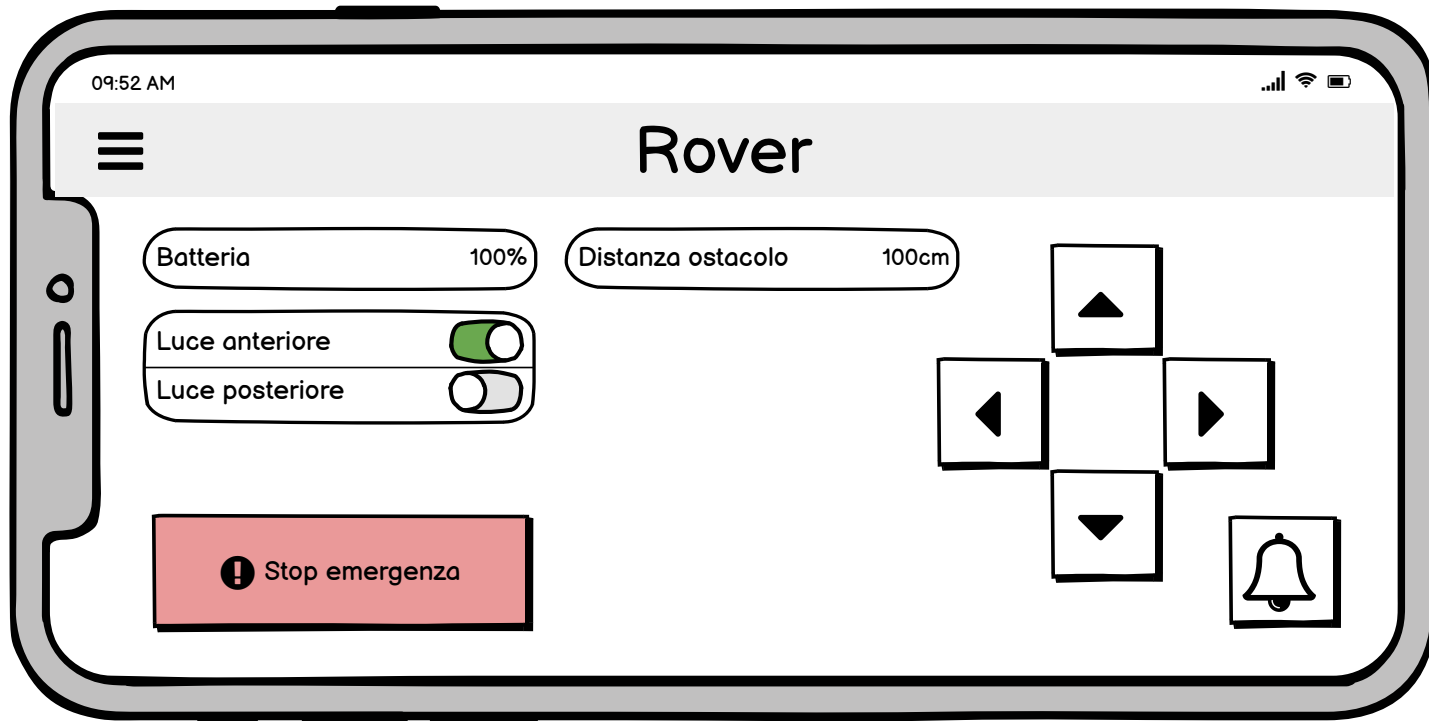 09:52 AM
Rover
Batteria 100%
Distanza ostacolo 100cm
Luce anteriore
Luce posteriore
Stop emergenza